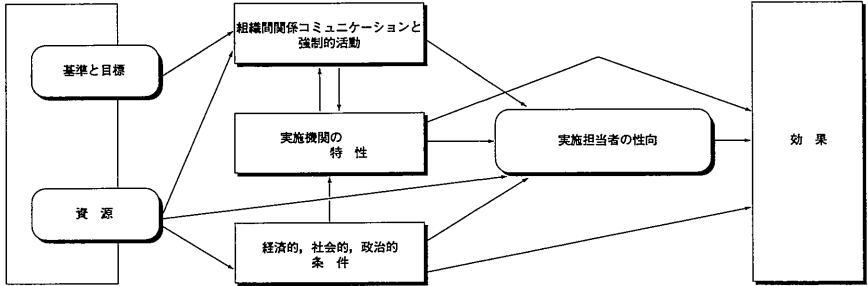 組織間関係コミュニケーションと
強制的活動
基準と目標
実施機関の
特 性
実施担当者の性向
効 果
資 源
経済的，社会的，政治的
条 件